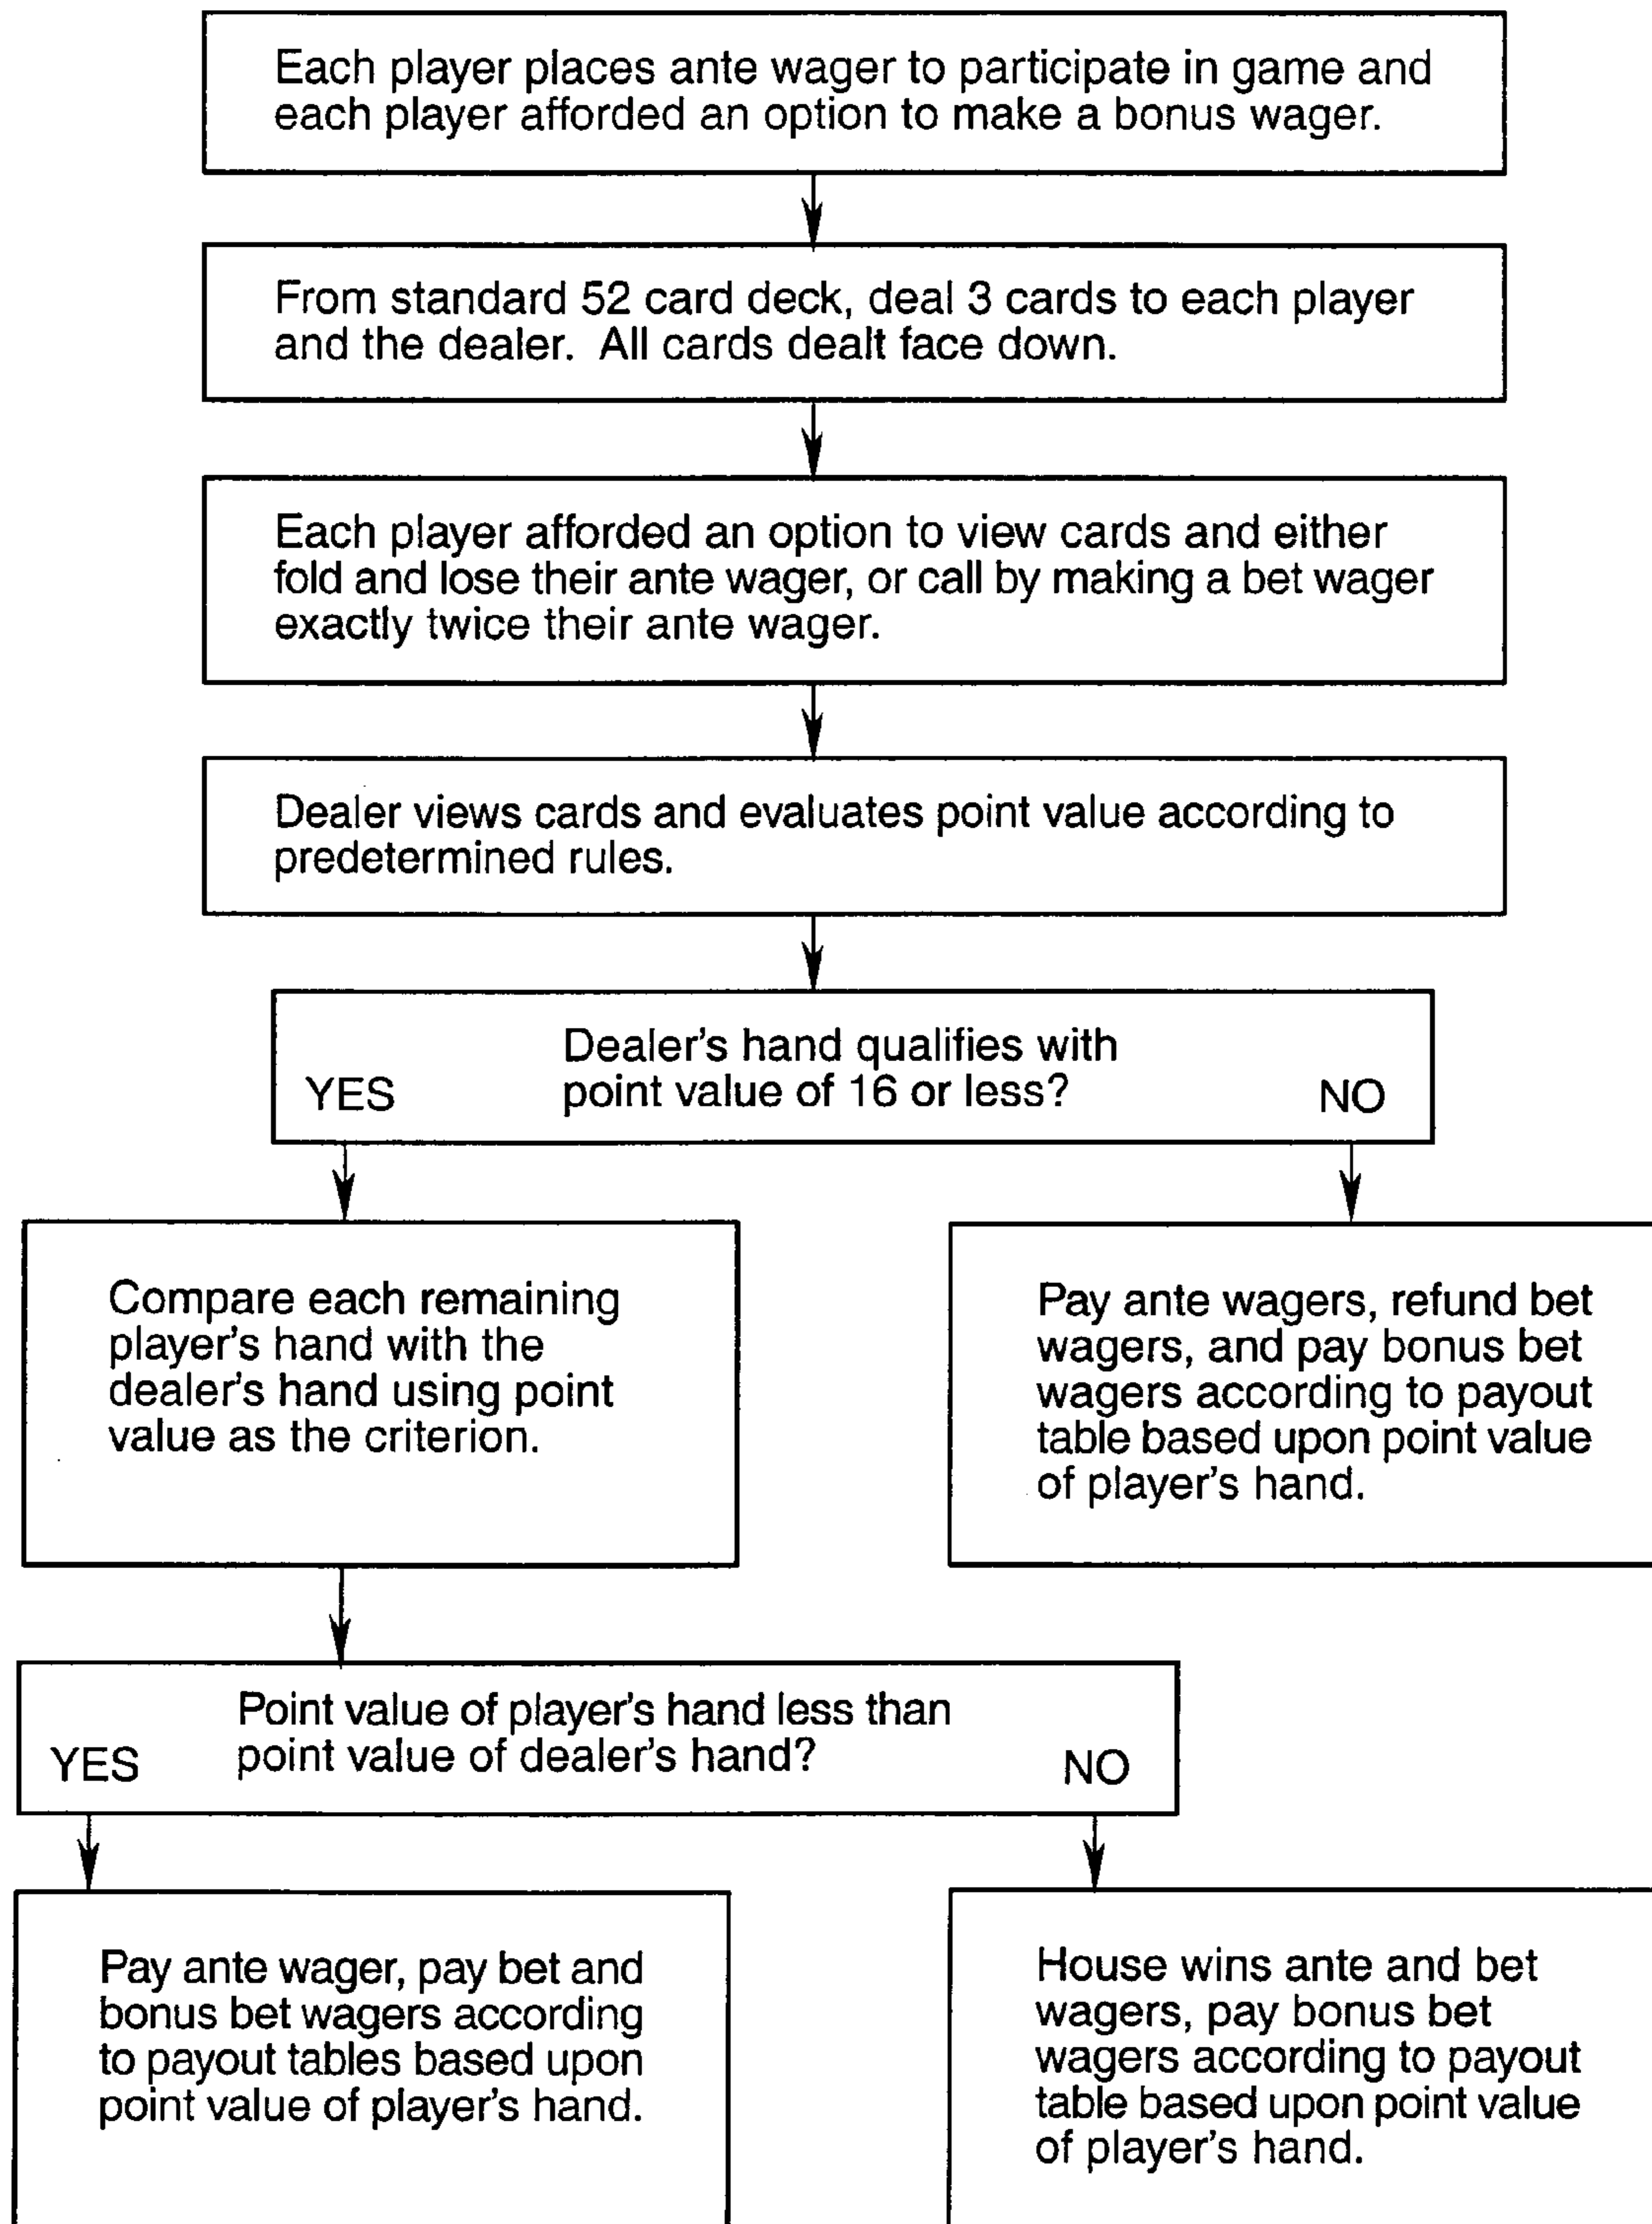 Each player places ante wager to participate in game and
each player afforded an option to make a bonus wager.
From standard 52 card deck, deal 3 cards to each player
and the dealer. All cards dealt face down.
Each player afforded an option to view cards and either
fold and lose their ante wager, or call by making a bet wager
exactly twice their ante wager.
Dealer views cards and evaluates point value according to
predetermined rules.
Dealer's hand qualifies with
point value of 16 or less?
YES
NO
Compare each remaining
player's hand with the
dealer's hand using point
value as the criterion.
Pay ante wagers, refund bet
wagers, and pay bonus bet
wagers according to payout
table based upon point value
of player's hand.
Point value of player's hand less than
point value of dealer's hand?
YES
NO
Pay ante wager, pay bet and
bonus bet wagers according
to payout tables based upon
point value of player's hand.
House wins ante and bet
wagers, pay bonus bet
wagers according to payout
table based upon point value
of player's hand.